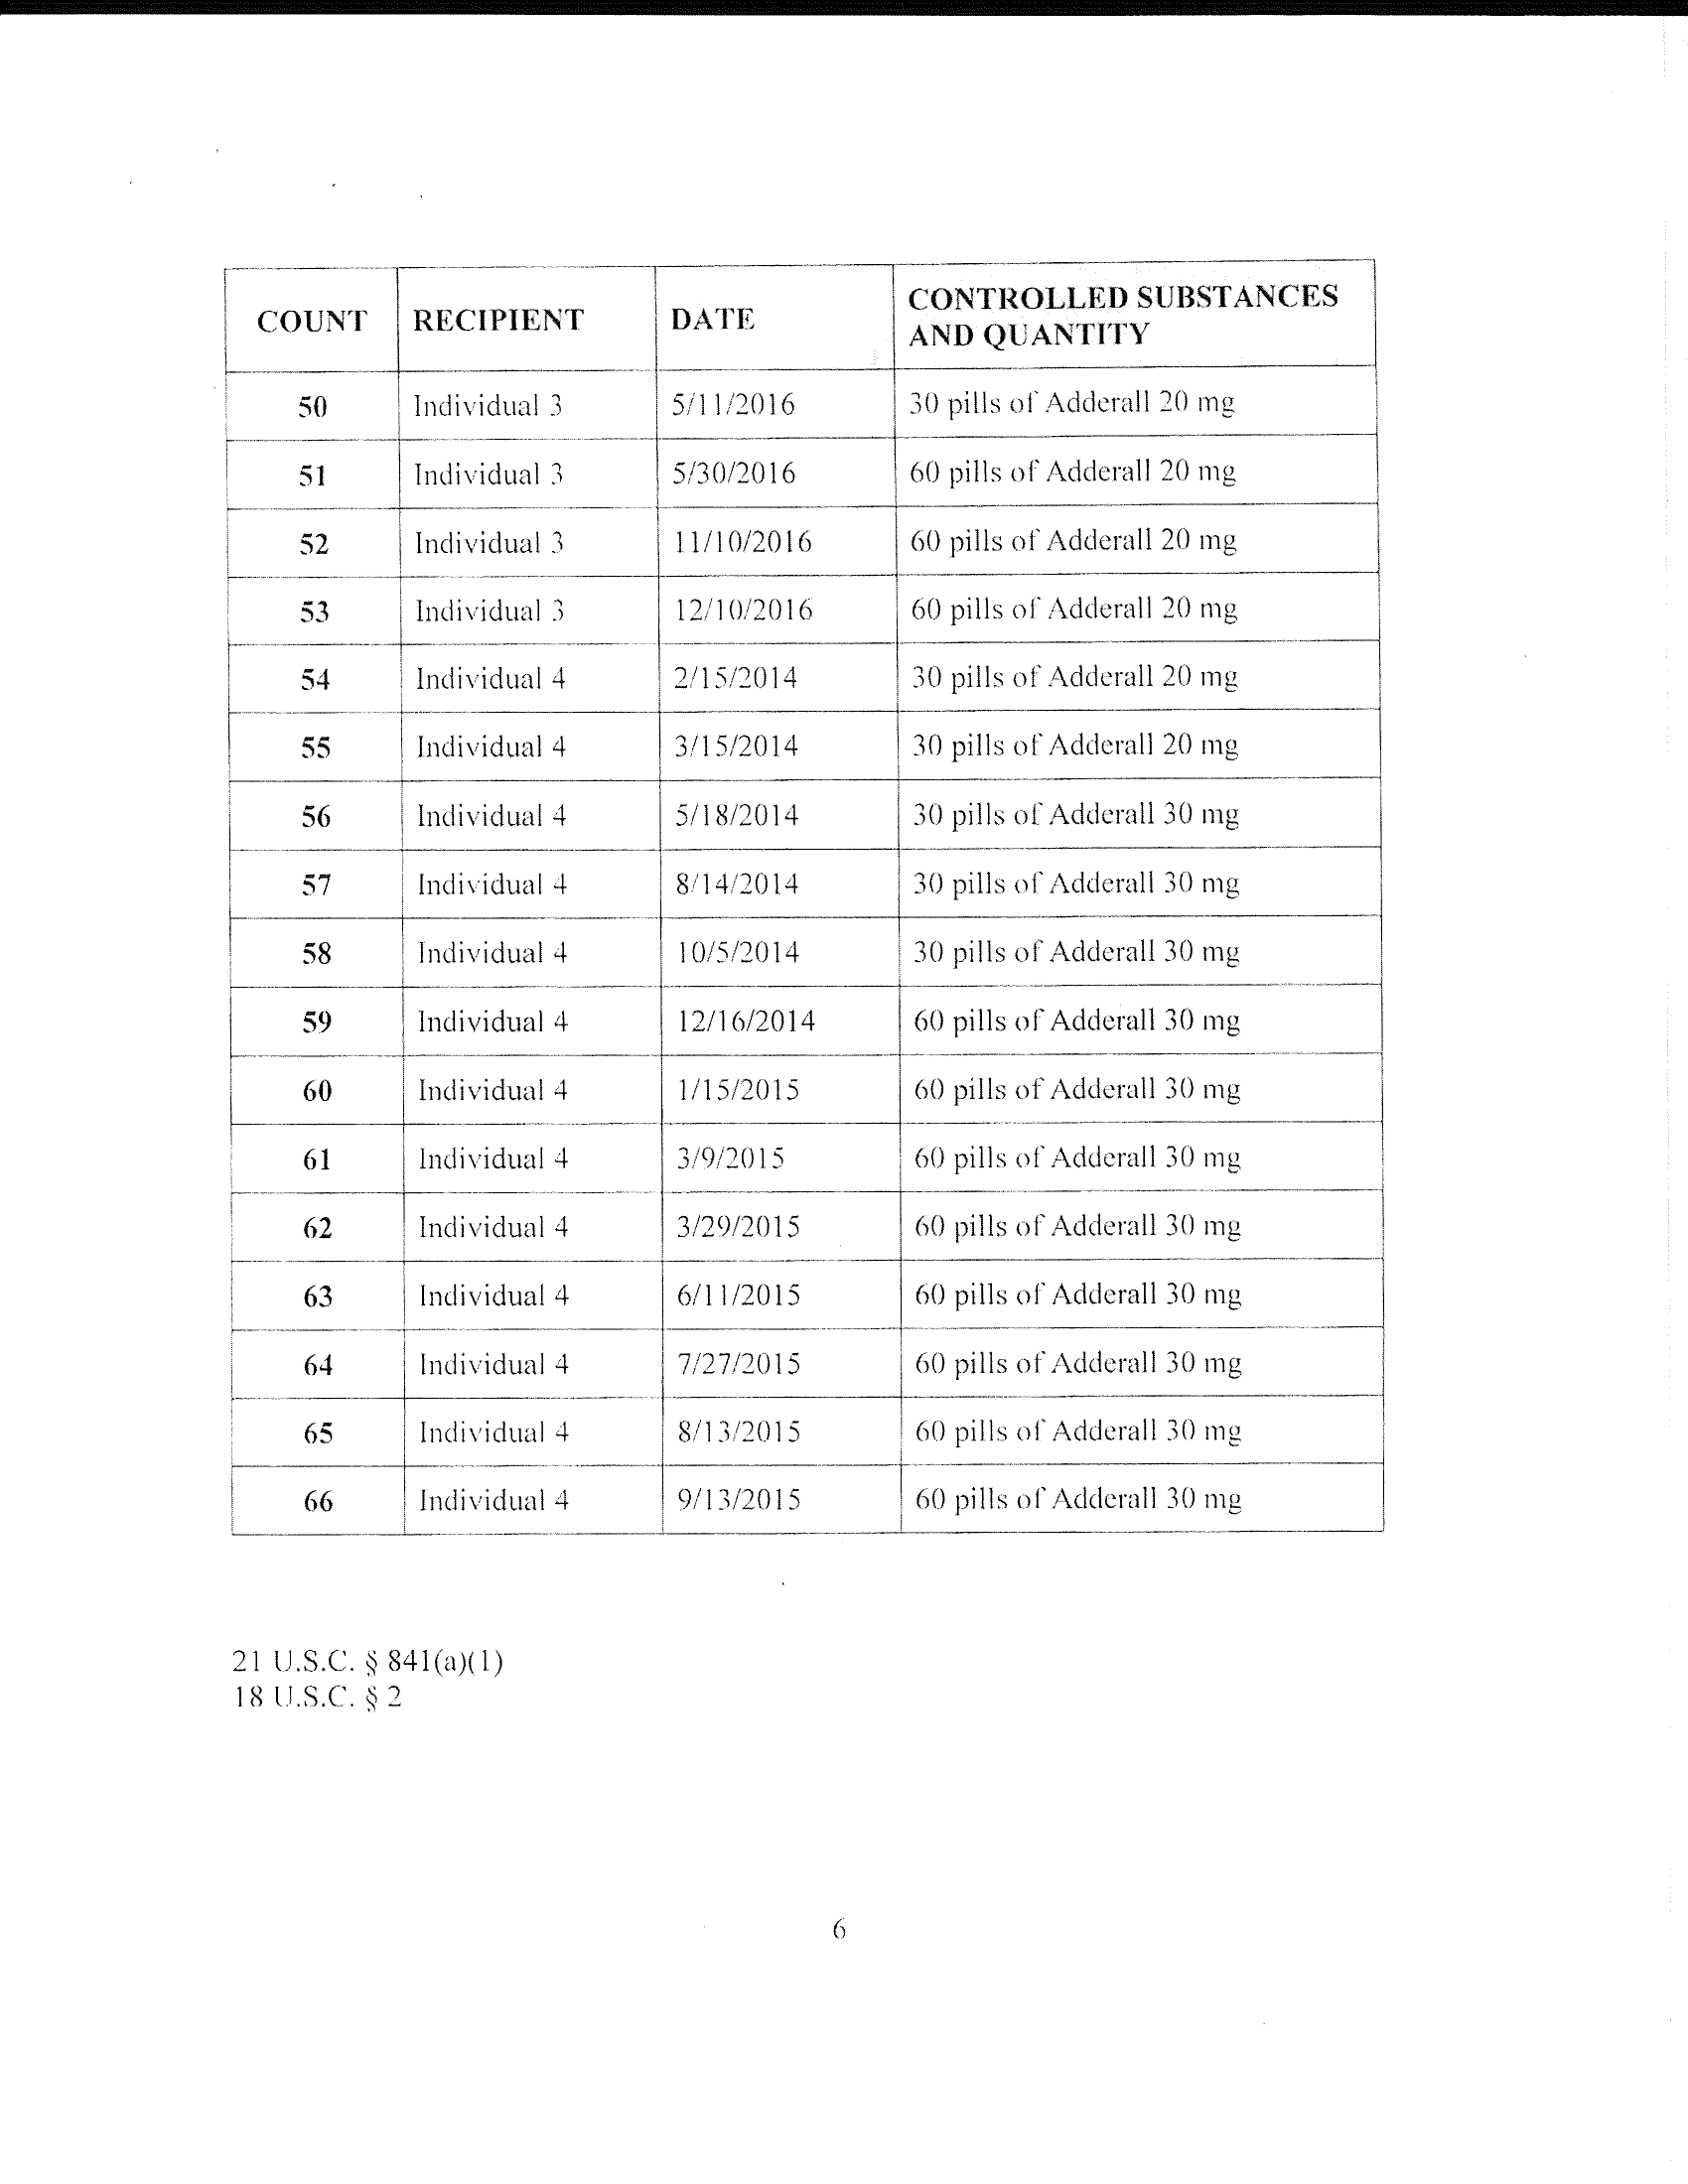 COUNT RECIPIENT DATE CONTROLLED SUBSTANCES AND QUANTITY
50 Individual 3 5/11/2016 30 pills of Adderall 20 mg
51 Individual 3 5/30/2016 60 pills of Adderall 20 mg
52 Individual 3 11/10/2016 60 pills of Adderall 20 mg
53 Individual 3 12/10/2016 60 pills of Adderall 20 mg
54 Individual 4 2/15/2014 30 pills of Adderall 20 mg
55 Individual 4 3/15/2014 30 pills of Adderall 20 mg
56 Individual 4 5/18/2014 30 pills of Adderall 30 mg
57 Individual 4 8/14/2014 30 pills of Adderall 30 mg
58 Individual 4 10/5/2014 30 pills of Adderall 30 mg
59 Individual 4 12/16/2014 60 pills of Adderall 30 mg
60 Individual 4 1/15/2015 60 pills of Adderall 30 mg
61 Individual 4 3/9/2015 60 pills of Adderall 30 mg
62 Individual 4 3/29/2015 60 pills of Adderall 30 mg
63 Individual 4 6/11/2015 60 pills of Adderall 30 mg
64 Individual 4 7/27/2015 60 pills of Adderall 30 mg
65 Individual 4 8/13/2015 60 pills of Adderall 30 mg
66 Individual 4 9/13/2015 60 pills of Adderall 30 mg
21 U.S.C. § 841(a)(1)
18 U.S.C. § 2
6